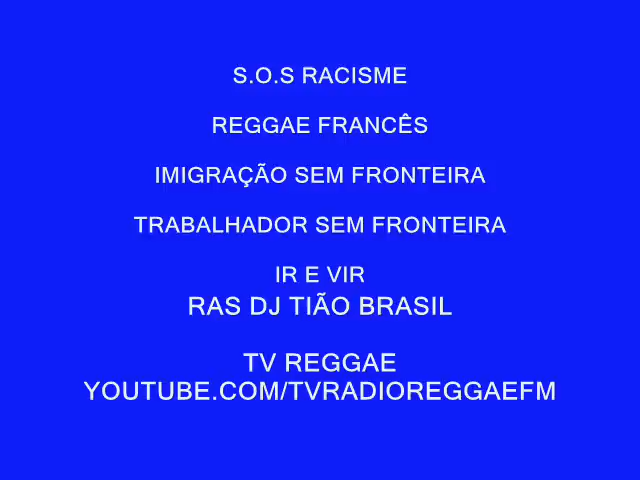 S.O.S RACISME
REGGAE FRANCÊS
IMIGRAÇÃO SEM FRONTEIRA
TRABALHADOR SEM FRONTEIRA
IR E VIR
RAS DJ TIÃO BRASIL
TV REGGAE
YOUTUBE.COM/TVRADIOREGGAEFM